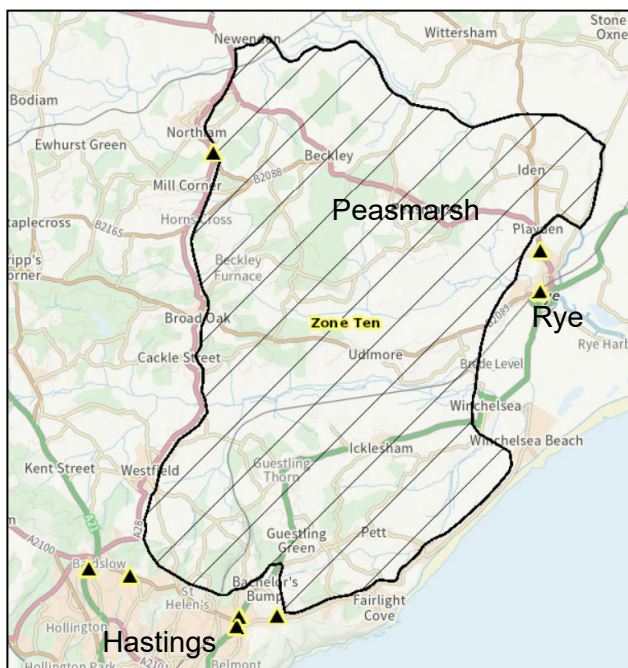 Newenden
Wittersham
Stone
Oxne
Bodiam
Northiam
Ewhurst Green
Beckley
Iden
B2088
Mill Corner
Peasmarsh
Staplecross
Horns Cross
B2165
Playden
ripp's
orner
Beckley
Furnace
Rye
Broad Oak
Zone Ten
B2089
Rye Harb
Udimore
Cackle Street
Brede Level
Winchelsea
Icklesham
Winchelsea Beach
Kent Street
Westfield
Guestling
Thorn
A21
A28
Guestling
Green
Pett
A2100
Baldslow
St
Helen's
Bachelor's
Bump
Fairlight
Cove
Hollington
Hastings
Hollington Park
Belmont